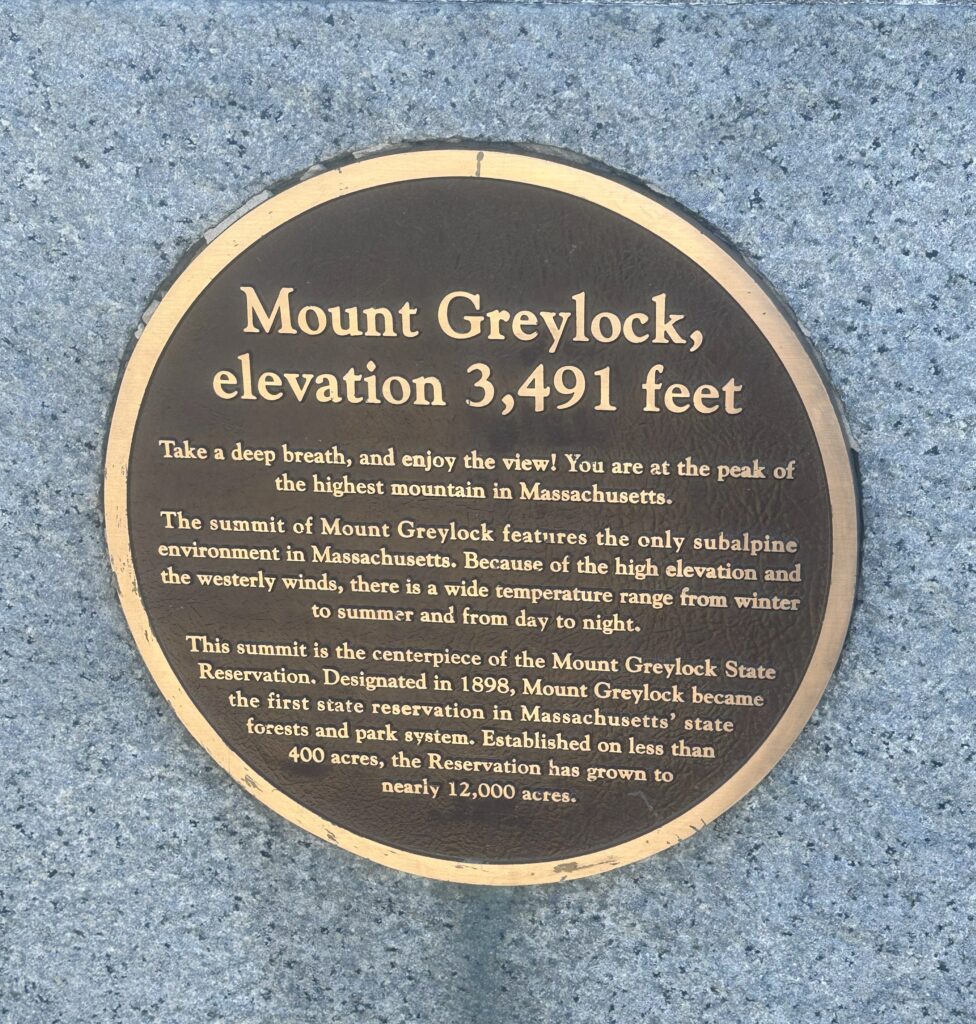 Mount Greylock,
elevation 3,491 feet
Take a deep breath, and enjoy the view! You are at the peak of
the highest mountain in Massachusetts.
The summit of Mount Greylock features the only subalpine
environment in Massachusetts. Because of the high elevation and
the westerly winds, there is a wide temperature range from winter
to summer and from day to night.
This summit is the centerpiece of the Mount Greylock State
Reservation. Designated in 1898, Mount Greylock became
the first state reservation in Massachusetts' state
forests and park system. Established on less than
400 acres, the Reservation has grown to
nearly 12,000 acres.